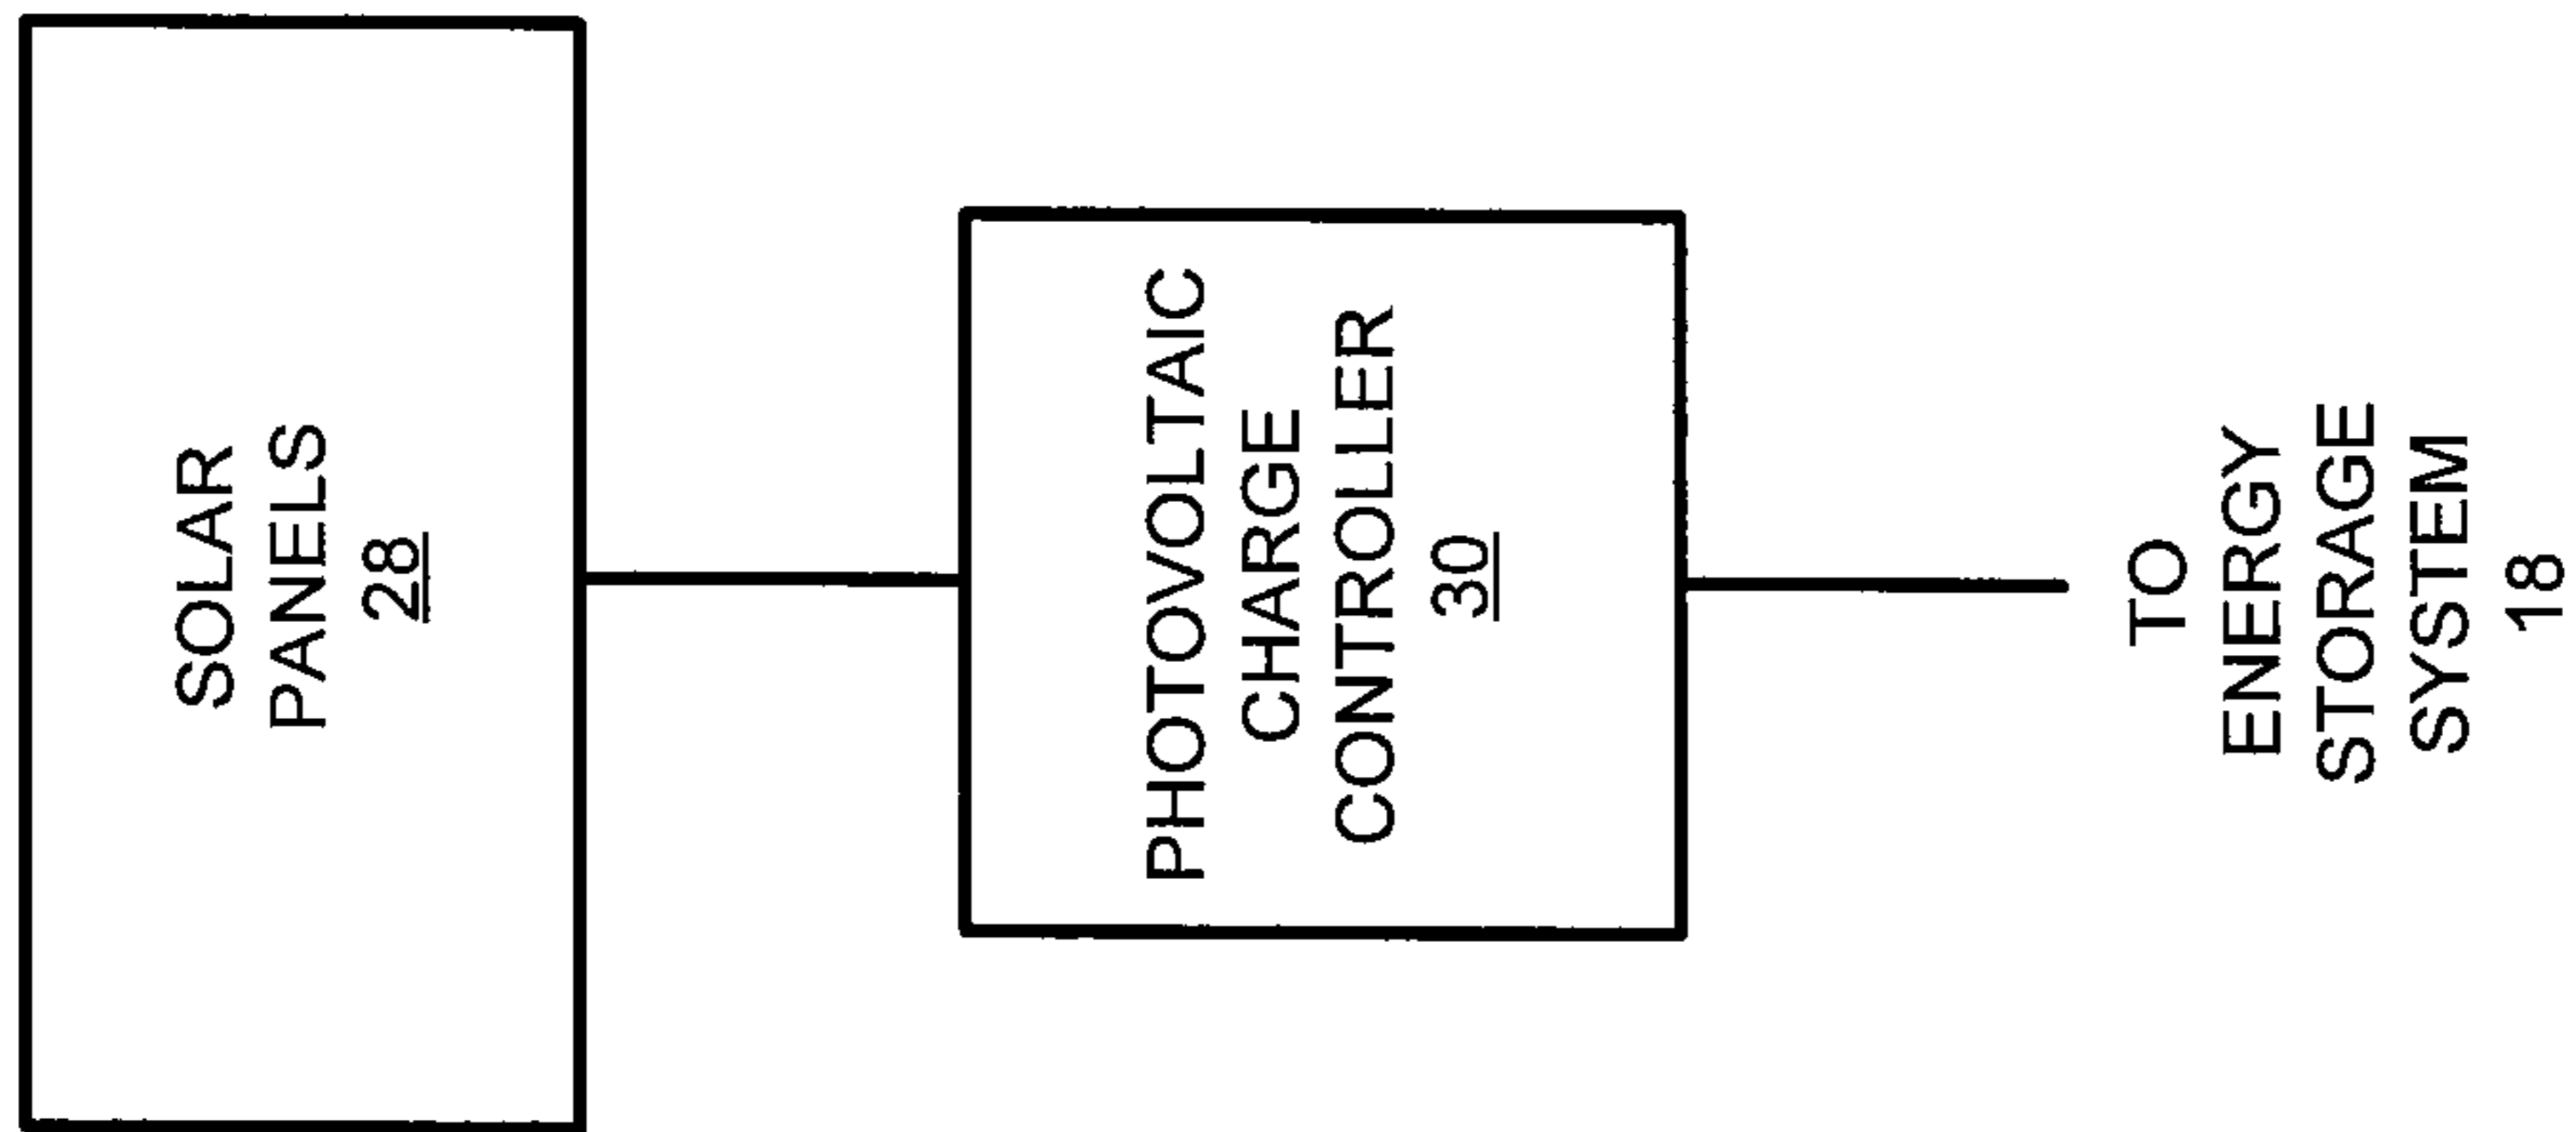 SOLAR
PANELS
28
PHOTOVOLTAIC
CHARGE
CONTROLLER
30
TO
ENERGY
STORAGE
SYSTEM
18